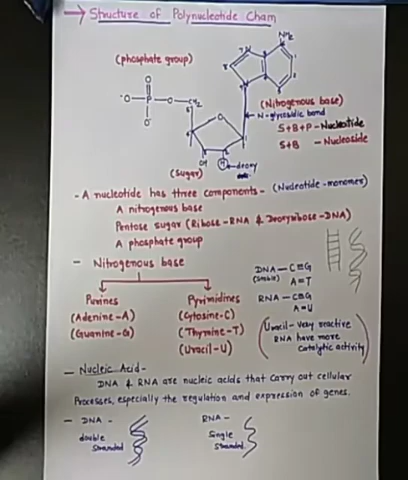 → Structure of Polynucleotide Chain
(phosphate group)
NH2
O
⁻O - P - O - CH2
O⁻
O
(Nitrogenous base)
N-glycosidic bond
S+B+P - Nucleotide
S+B - Nucleoside
OH
H → deoxy
(Sugar)
- A nucleotide has three components - (Nucleotide-monomer)
A nitrogenous base
Pentose sugar (Ribose-RNA & Deoxyribose-DNA)
A phosphate group
- Nitrogenous base
Purines
(Adenine-A)
(Guanine-G)
Pyrimidines
(Cytosine-C)
(Thymine-T)
(Uracil-U)
DNA - C≡G
(Stable) A=T
RNA - C≡G
A=U
(Uracil - Very reactive
RNA have more
Catalytic activity)
- Nucleic Acid -
DNA & RNA are nucleic acids that carry out cellular
Processes, especially the regulation and expression of genes.
- DNA -
double
stranded
RNA -
Single
Stranded